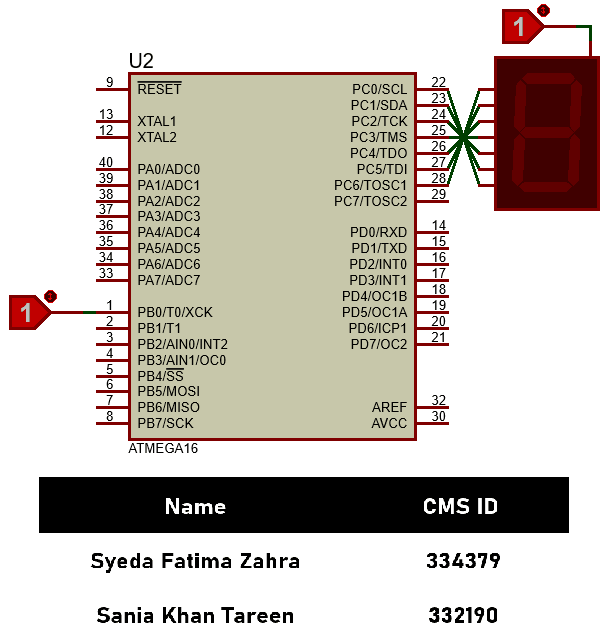 1
U2
9 RESET PC0/SCL 22
PC1/SDA 23
13 XTAL1 PC2/TCK 24
12 XTAL2 PC3/TMS 25
PC4/TDO 26
40 PA0/ADC0 PC5/TDI 27
39 PA1/ADC1 PC6/TOSC1 28
38 PA2/ADC2 PC7/TOSC2 29
37 PA3/ADC3
36 PA4/ADC4 PD0/RXD 14
35 PA5/ADC5 PD1/TXD 15
34 PA6/ADC6 PD2/INT0 16
33 PA7/ADC7 PD3/INT1 17
PD4/OC1B 18
1 1 PB0/T0/XCK PD5/OC1A 19
2 PB1/T1 PD6/ICP1 20
3 PB2/AIN0/INT2 PD7/OC2 21
4 PB3/AIN1/OC0
5 PB4/SS
6 PB5/MOSI
7 PB6/MISO AREF 32
8 PB7/SCK AVCC 30
ATMEGA16
Name CMS ID
Syeda Fatima Zahra 334379
Sania Khan Tareen 332190